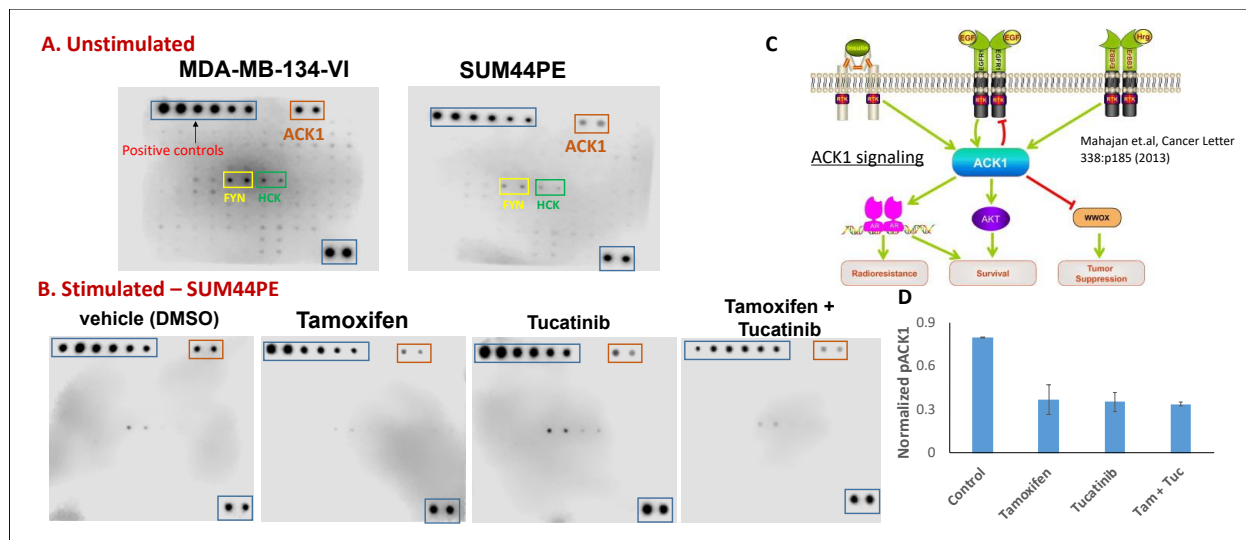 A. Unstimulated
MDA-MB-134-VI
SUM44PE
ACK1
Positive controls
FYN
HCK
ACK1
FYN
HCK
B. Stimulated – SUM44PE
vehicle (DMSO)
Tamoxifen
Tucatinib
Tamoxifen +
Tucatinib
C
Insulin
EGF
EGF
Hrg
EGFR1
EGFR1
ErBB2
ErBB3
RTK
RTK
RTK
RTK
RTK
RTK
Mahajan et.al, Cancer Letter
338:p185 (2013)
ACK1 signaling
ACK1
AR
AR
AKT
WWOX
Radioresistance
Survival
Tumor
Suppression
D
Normalized pACK1
0.9
0.6
0.3
0
Control
Tamoxifen
Tucatinib
Tam + Tuc